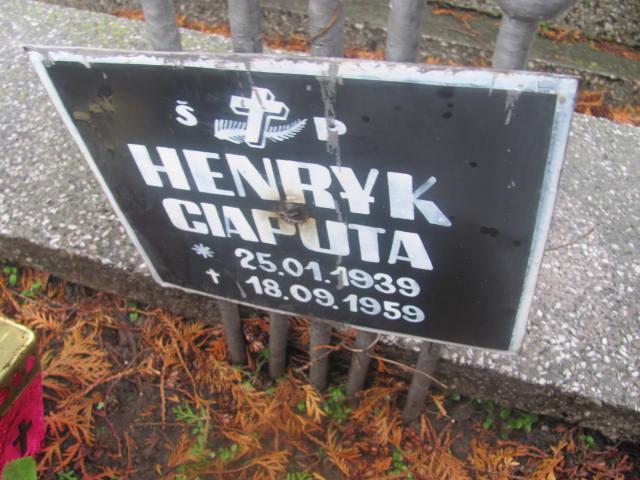 Ś P
HENRYK
CIAPUTA
* 25.01.1939
† 18.09.1959